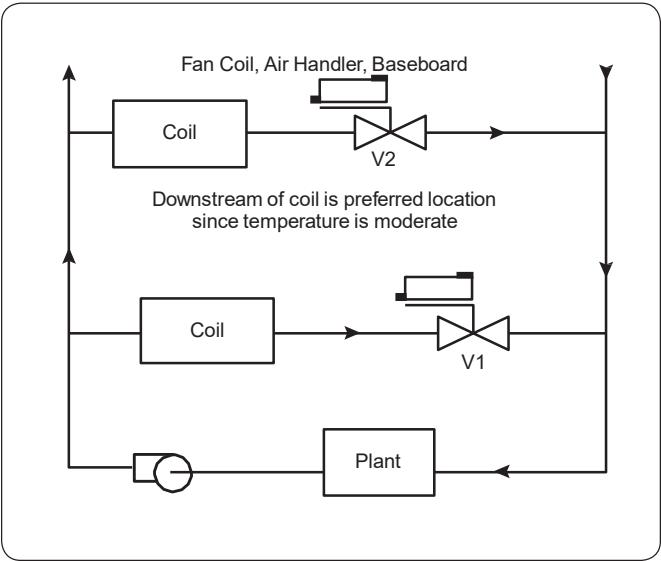 Fan Coil, Air Handler, Baseboard
Coil
V2
Downstream of coil is preferred location
since temperature is moderate
Coil
V1
Plant